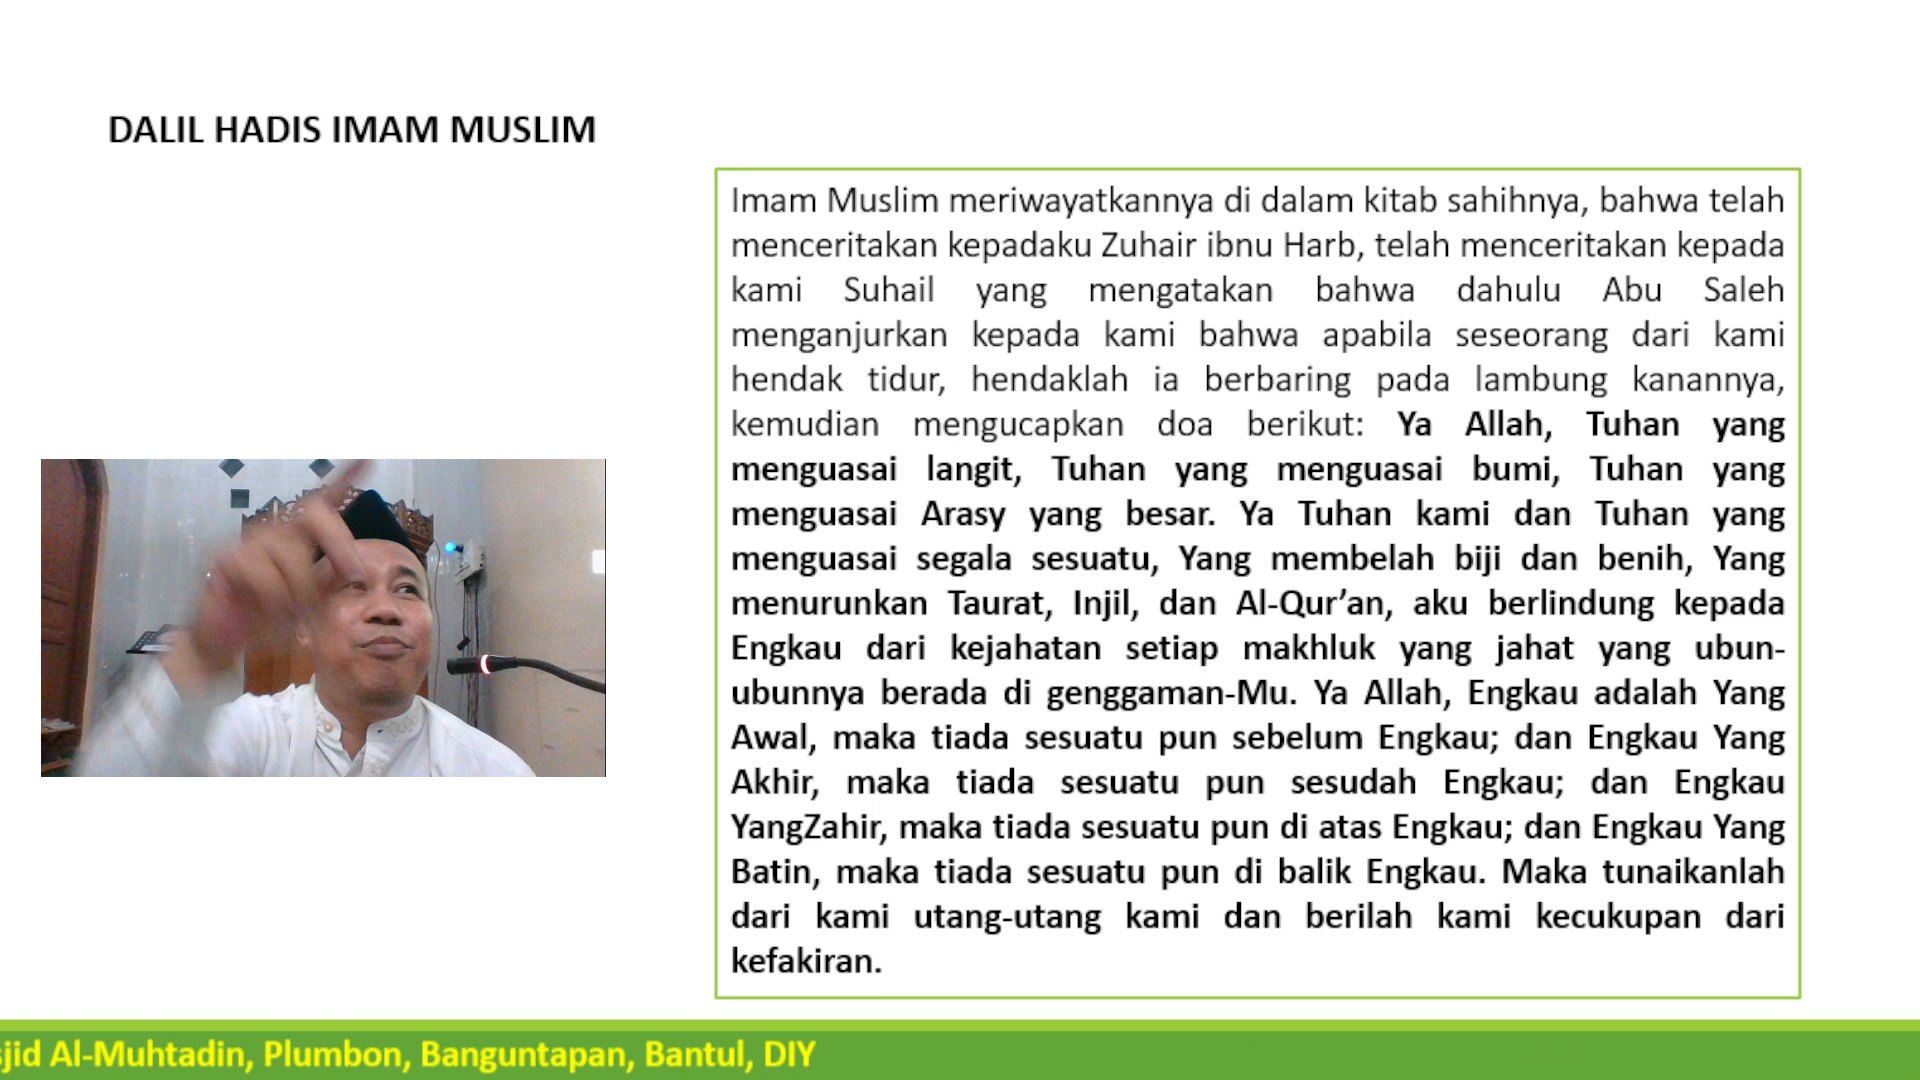 DALIL HADIS IMAM MUSLIM
Imam Muslim meriwayatkannya di dalam kitab sahihnya, bahwa telah
menceritakan kepadaku Zuhair ibnu Harb, telah menceritakan kepada
kami Suhail yang mengatakan bahwa dahulu Abu Saleh
menganjurkan kepada kami bahwa apabila seseorang dari kami
hendak tidur, hendaklah ia berbaring pada lambung kanannya,
kemudian mengucapkan doa berikut: Ya Allah, Tuhan yang
menguasai langit, Tuhan yang menguasai bumi, Tuhan yang
menguasai Arasy yang besar. Ya Tuhan kami dan Tuhan yang
menguasai segala sesuatu, Yang membelah biji dan benih, Yang
menurunkan Taurat, Injil, dan Al-Qur’an, aku berlindung kepada
Engkau dari kejahatan setiap makhluk yang jahat yang ubun-
ubunnya berada di genggaman-Mu. Ya Allah, Engkau adalah Yang
Awal, maka tiada sesuatu pun sebelum Engkau; dan Engkau Yang
Akhir, maka tiada sesuatu pun sesudah Engkau; dan Engkau
YangZahir, maka tiada sesuatu pun di atas Engkau; dan Engkau Yang
Batin, maka tiada sesuatu pun di balik Engkau. Maka tunaikanlah
dari kami utang-utang kami dan berilah kami kecukupan dari
kefakiran.
jid Al-Muhtadin, Plumbon, Banguntapan, Bantul, DIY